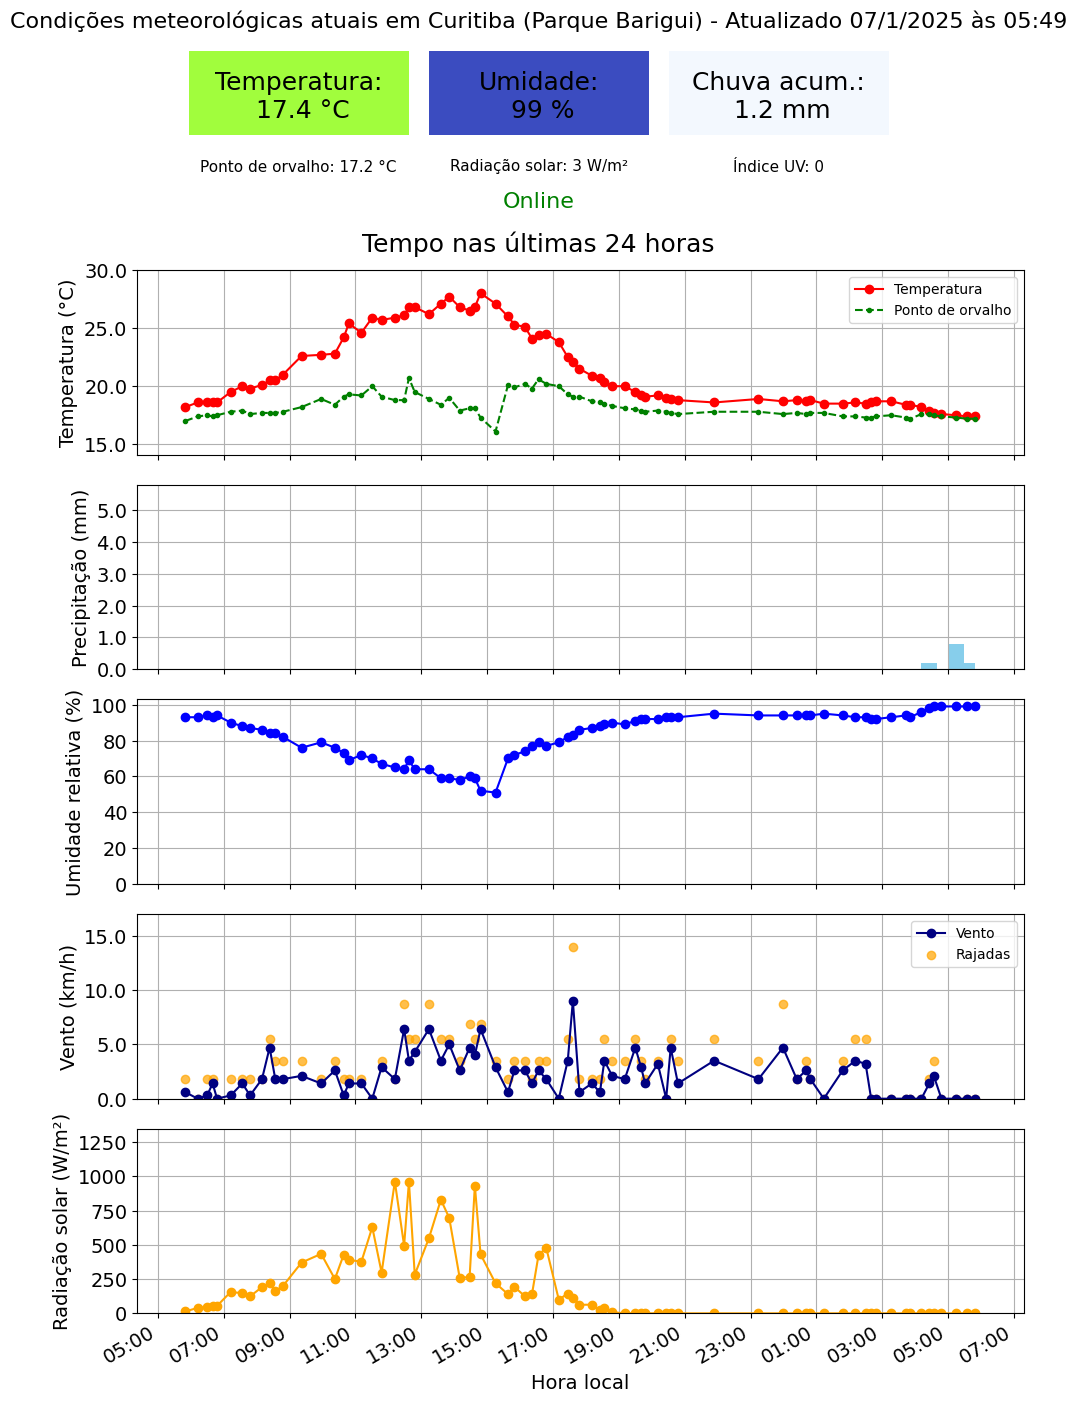 Condições meteorológicas atuais em Curitiba (Parque Barigui) - Atualizado 07/1/2025 às 05:49
Temperatura:
17.4 °C
Umidade:
99 %
Chuva acum.:
1.2 mm
Ponto de orvalho: 17.2 °C
Radiação solar: 3 W/m²
Índice UV: 0
Online
Tempo nas últimas 24 horas
Temperatura (°C)
30.0
25.0
20.0
15.0
Temperatura
Ponto de orvalho
Precipitação (mm)
5.0
4.0
3.0
2.0
1.0
0.0
Umidade relativa (%)
100
80
60
40
20
0
Vento (km/h)
15.0
10.0
5.0
0.0
Vento
Rajadas
Radiação solar (W/m²)
1250
1000
750
500
250
0
05:00
07:00
09:00
11:00
13:00
15:00
17:00
19:00
21:00
23:00
01:00
03:00
05:00
07:00
Hora local